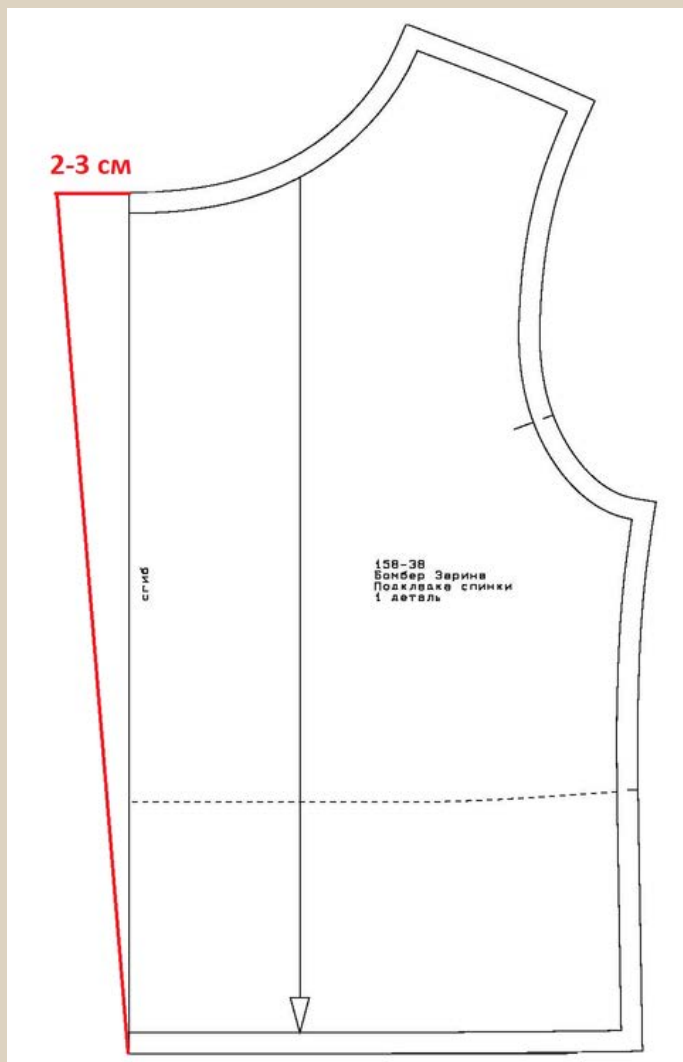 2-3 см
сгиб
158-38
Бомбер Зарина
Подкладка спинки
1 деталь